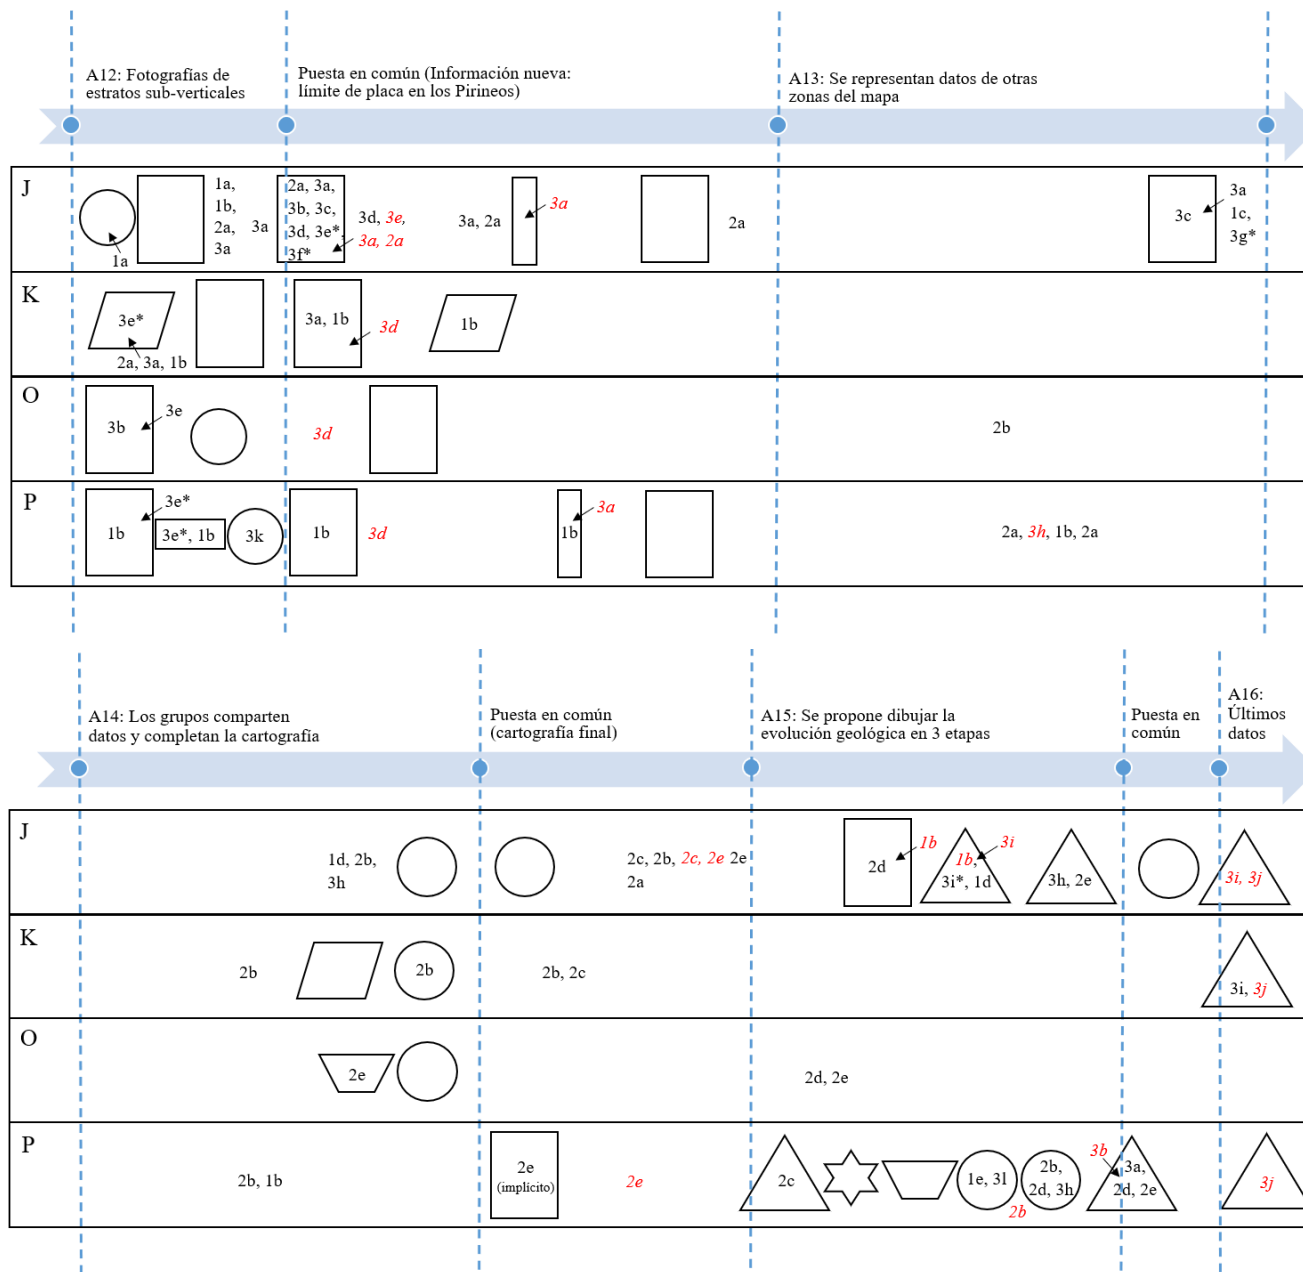 A12: Fotografías de
estratos sub-verticales
Puesta en común (Información nueva:
límite de placa en los Pirineos)
A13: Se representan datos de otras
zonas del mapa
J
1a
1a,
1b,
2a,
3a
3a
2a, 3a,
3b, 3c,
3d, 3e*,
3f*
3d, 3e,
3a, 2a
3a, 2a
3a
2a
3c
3a
1c,
3g*
K
3e*
2a, 3a, 1b
3a, 1b
3d
1b
O
3b
3e
3d
2b
P
1b
3e*
3e*, 1b
3k
1b
3d
1b
3a
2a, 3h, 1b, 2a
A14: Los grupos comparten
datos y completan la cartografía
Puesta en común
(cartografía final)
A15: Se propone dibujar la
evolución geológica en 3 etapas
Puesta en
común
A16:
Últimos
datos
J
1d, 2b,
3h
2c, 2b, 2c, 2e 2e
2a
2d
1b
1b,
3i*, 1d
3i
3h, 2e
3i, 3j
K
2b
2b
2b, 2c
3i, 3j
O
2e
2d, 2e
P
2b, 1b
2e
(implícito)
2e
2c
1e, 3l
2b
2b,
2d, 3h
3b
3a,
2d, 2e
3j